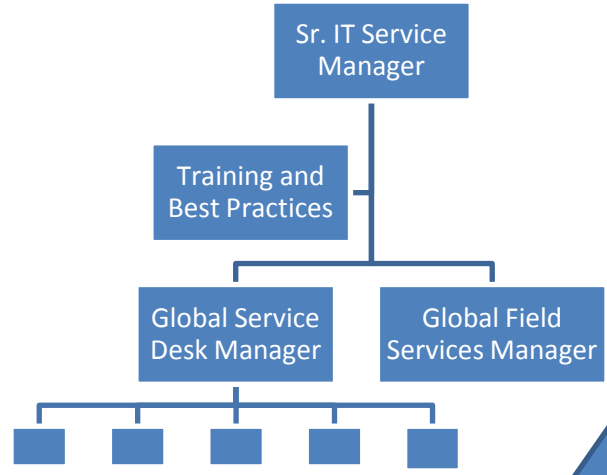 Sr. IT Service
Manager
Training and
Best Practices
Global Service
Desk Manager
Global Field
Services Manager